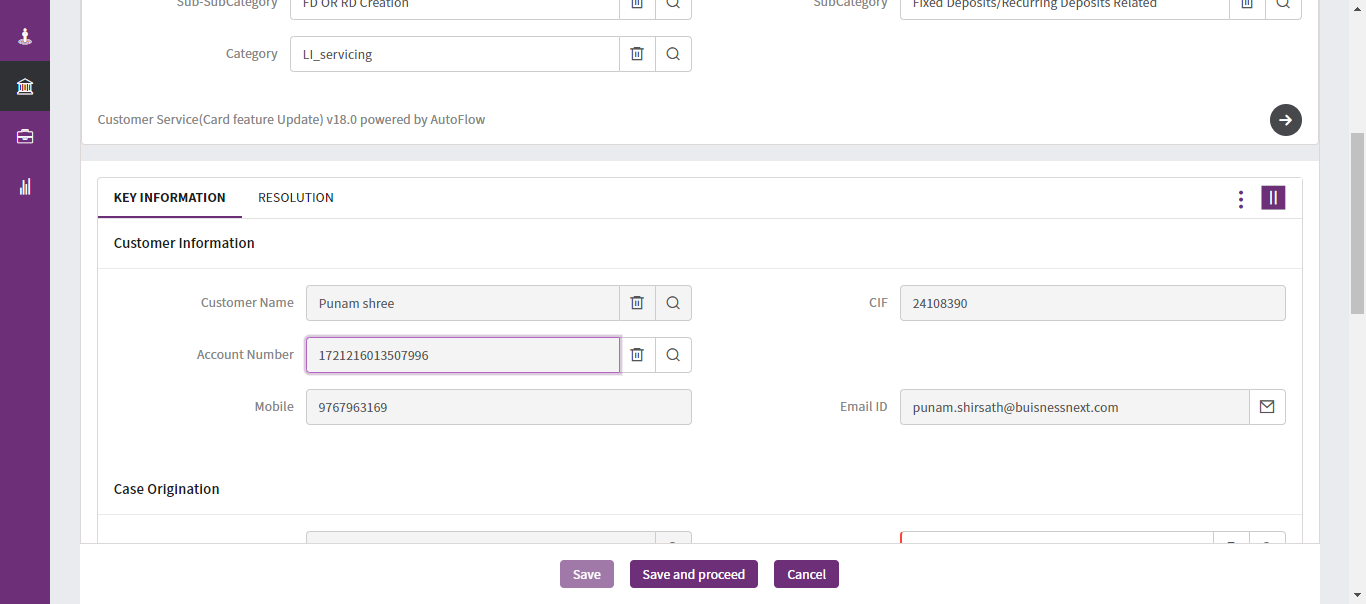 Sub-SubCategory FD OR RD Creation SubCategory Fixed Deposits/Recurring Deposits Related
Category LI_servicing
Customer Service(Card feature Update) v18.0 powered by AutoFlow
KEY INFORMATION RESOLUTION
Customer Information
Customer Name Punam shree CIF 24108390
Account Number 1721216013507996
Mobile 9767963169 Email ID punam.shirsath@buisnessnext.com
Case Origination
Save Save and proceed Cancel